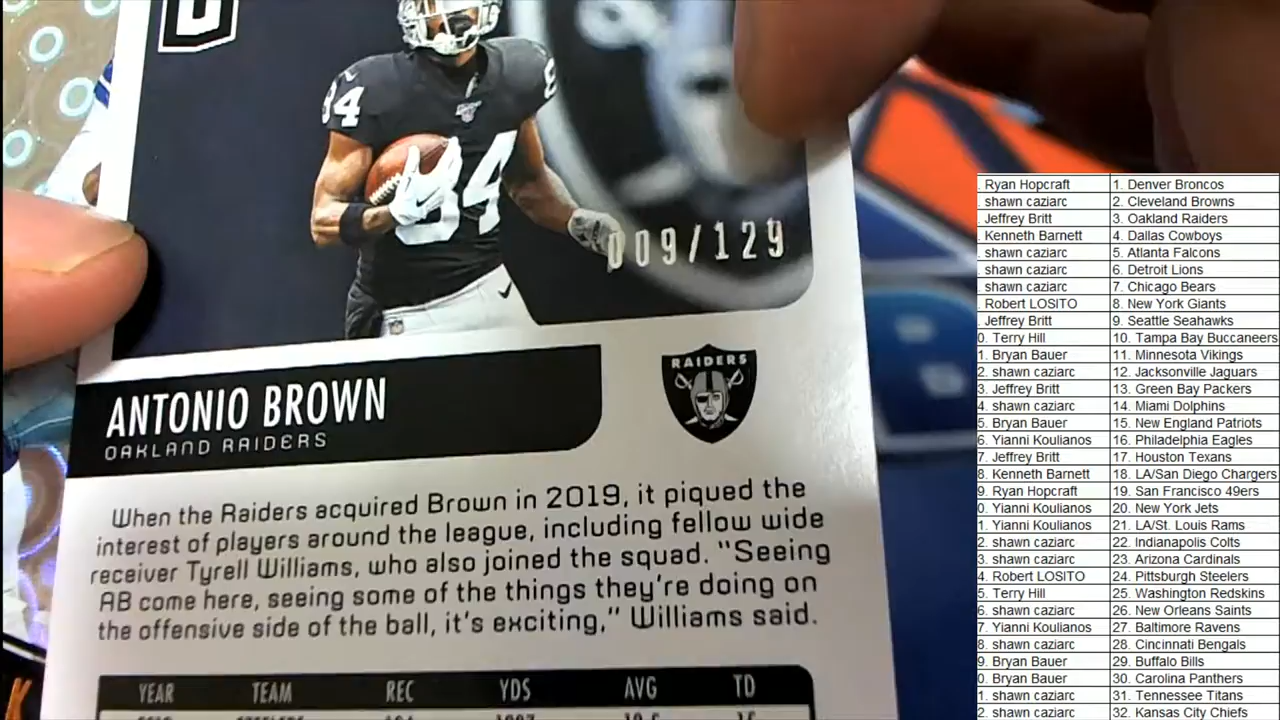 84
84
8
009/129
RAIDERS
ANTONIO BROWN
OAKLAND RAIDERS
When the Raiders acquired Brown in 2019, it piqued the
interest of players around the league, including fellow wide
receiver Tyrell Williams, who also joined the squad. "Seeing
AB come here, seeing some of the things they're doing on
the offensive side of the ball, it's exciting," Williams said.
YEAR TEAM REC YDS AVG TD
. Ryan Hopcraft 1. Denver Broncos
. shawn caziarc 2. Cleveland Browns
Jeffrey Britt 3. Oakland Raiders
. Kenneth Barnett 4. Dallas Cowboys
. shawn caziarc 5. Atlanta Falcons
. shawn caziarc 6. Detroit Lions
. shawn caziarc 7. Chicago Bears
. Robert LOSITO 8. New York Giants
Jeffrey Britt 9. Seattle Seahawks
0. Terry Hill 10. Tampa Bay Buccaneers
1. Bryan Bauer 11. Minnesota Vikings
2. shawn caziarc 12. Jacksonville Jaguars
3. Jeffrey Britt 13. Green Bay Packers
4. shawn caziarc 14. Miami Dolphins
5. Bryan Bauer 15. New England Patriots
6. Yianni Koulianos 16. Philadelphia Eagles
7. Jeffrey Britt 17. Houston Texans
8. Kenneth Barnett 18. LA/San Diego Chargers
9. Ryan Hopcraft 19. San Francisco 49ers
0. Yianni Koulianos 20. New York Jets
1. Yianni Koulianos 21. LA/St. Louis Rams
2. shawn caziarc 22. Indianapolis Colts
3. shawn caziarc 23. Arizona Cardinals
4. Robert LOSITO 24. Pittsburgh Steelers
5. Terry Hill 25. Washington Redskins
6. shawn caziarc 26. New Orleans Saints
7. Yianni Koulianos 27. Baltimore Ravens
8. shawn caziarc 28. Cincinnati Bengals
9. Bryan Bauer 29. Buffalo Bills
0. Bryan Bauer 30. Carolina Panthers
1. shawn caziarc 31. Tennessee Titans
2. shawn caziarc 32. Kansas City Chiefs